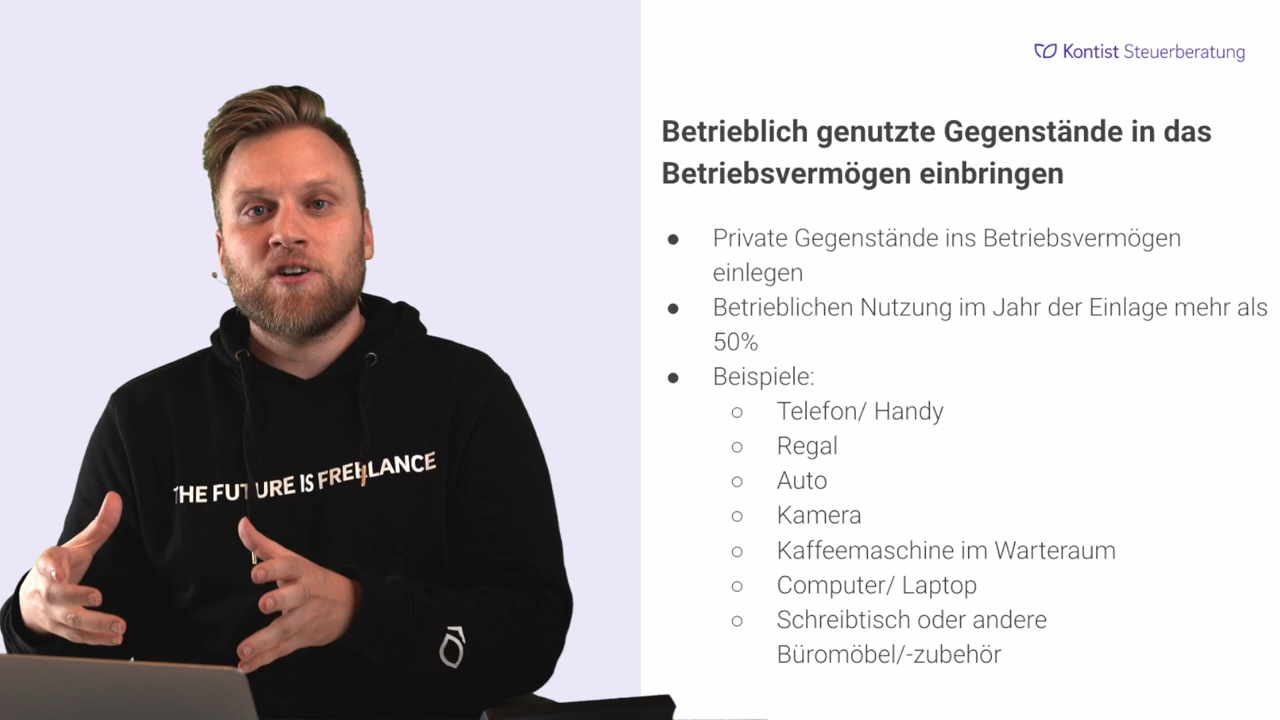 Kontist Steuerberatung
Betrieblich genutzte Gegenstände in das
Betriebsvermögen einbringen
● Private Gegenstände ins Betriebsvermögen
einlegen
● Betrieblichen Nutzung im Jahr der Einlage mehr als
50%
● Beispiele:
○ Telefon/ Handy
○ Regal
○ Auto
○ Kamera
○ Kaffeemaschine im Warteraum
○ Computer/ Laptop
○ Schreibtisch oder andere
Büromöbel/-zubehör
THE FUTURE IS FREELANCE